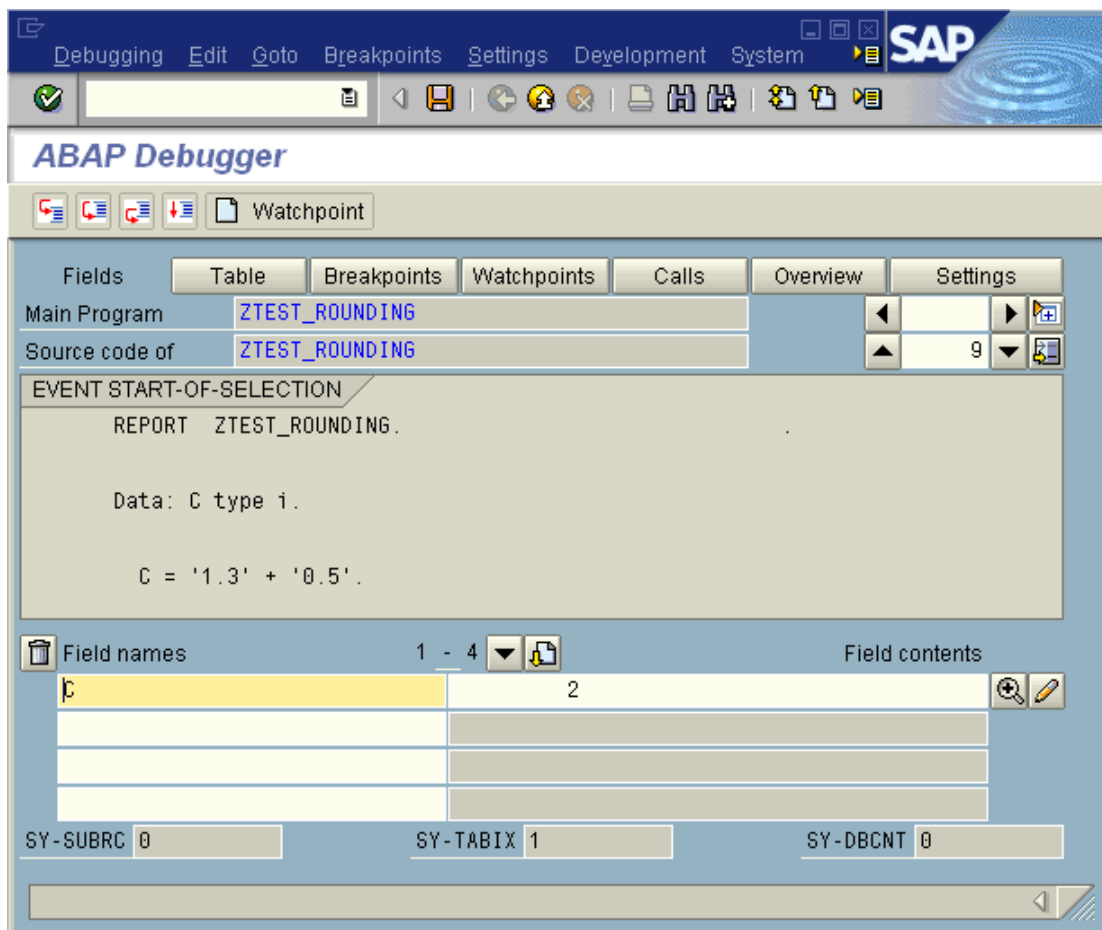 Debugging Edit Goto Breakpoints Settings Development System
SAP
ABAP Debugger
Watchpoint
Fields Table Breakpoints Watchpoints Calls Overview Settings
Main Program ZTEST_ROUNDING
Source code of ZTEST_ROUNDING 9
EVENT START-OF-SELECTION
REPORT ZTEST_ROUNDING. .
Data: C type i.
C = '1.3' + '0.5'.
Field names 1 - 4 Field contents
C 2
SY-SUBRC 0 SY-TABIX 1 SY-DBCNT 0